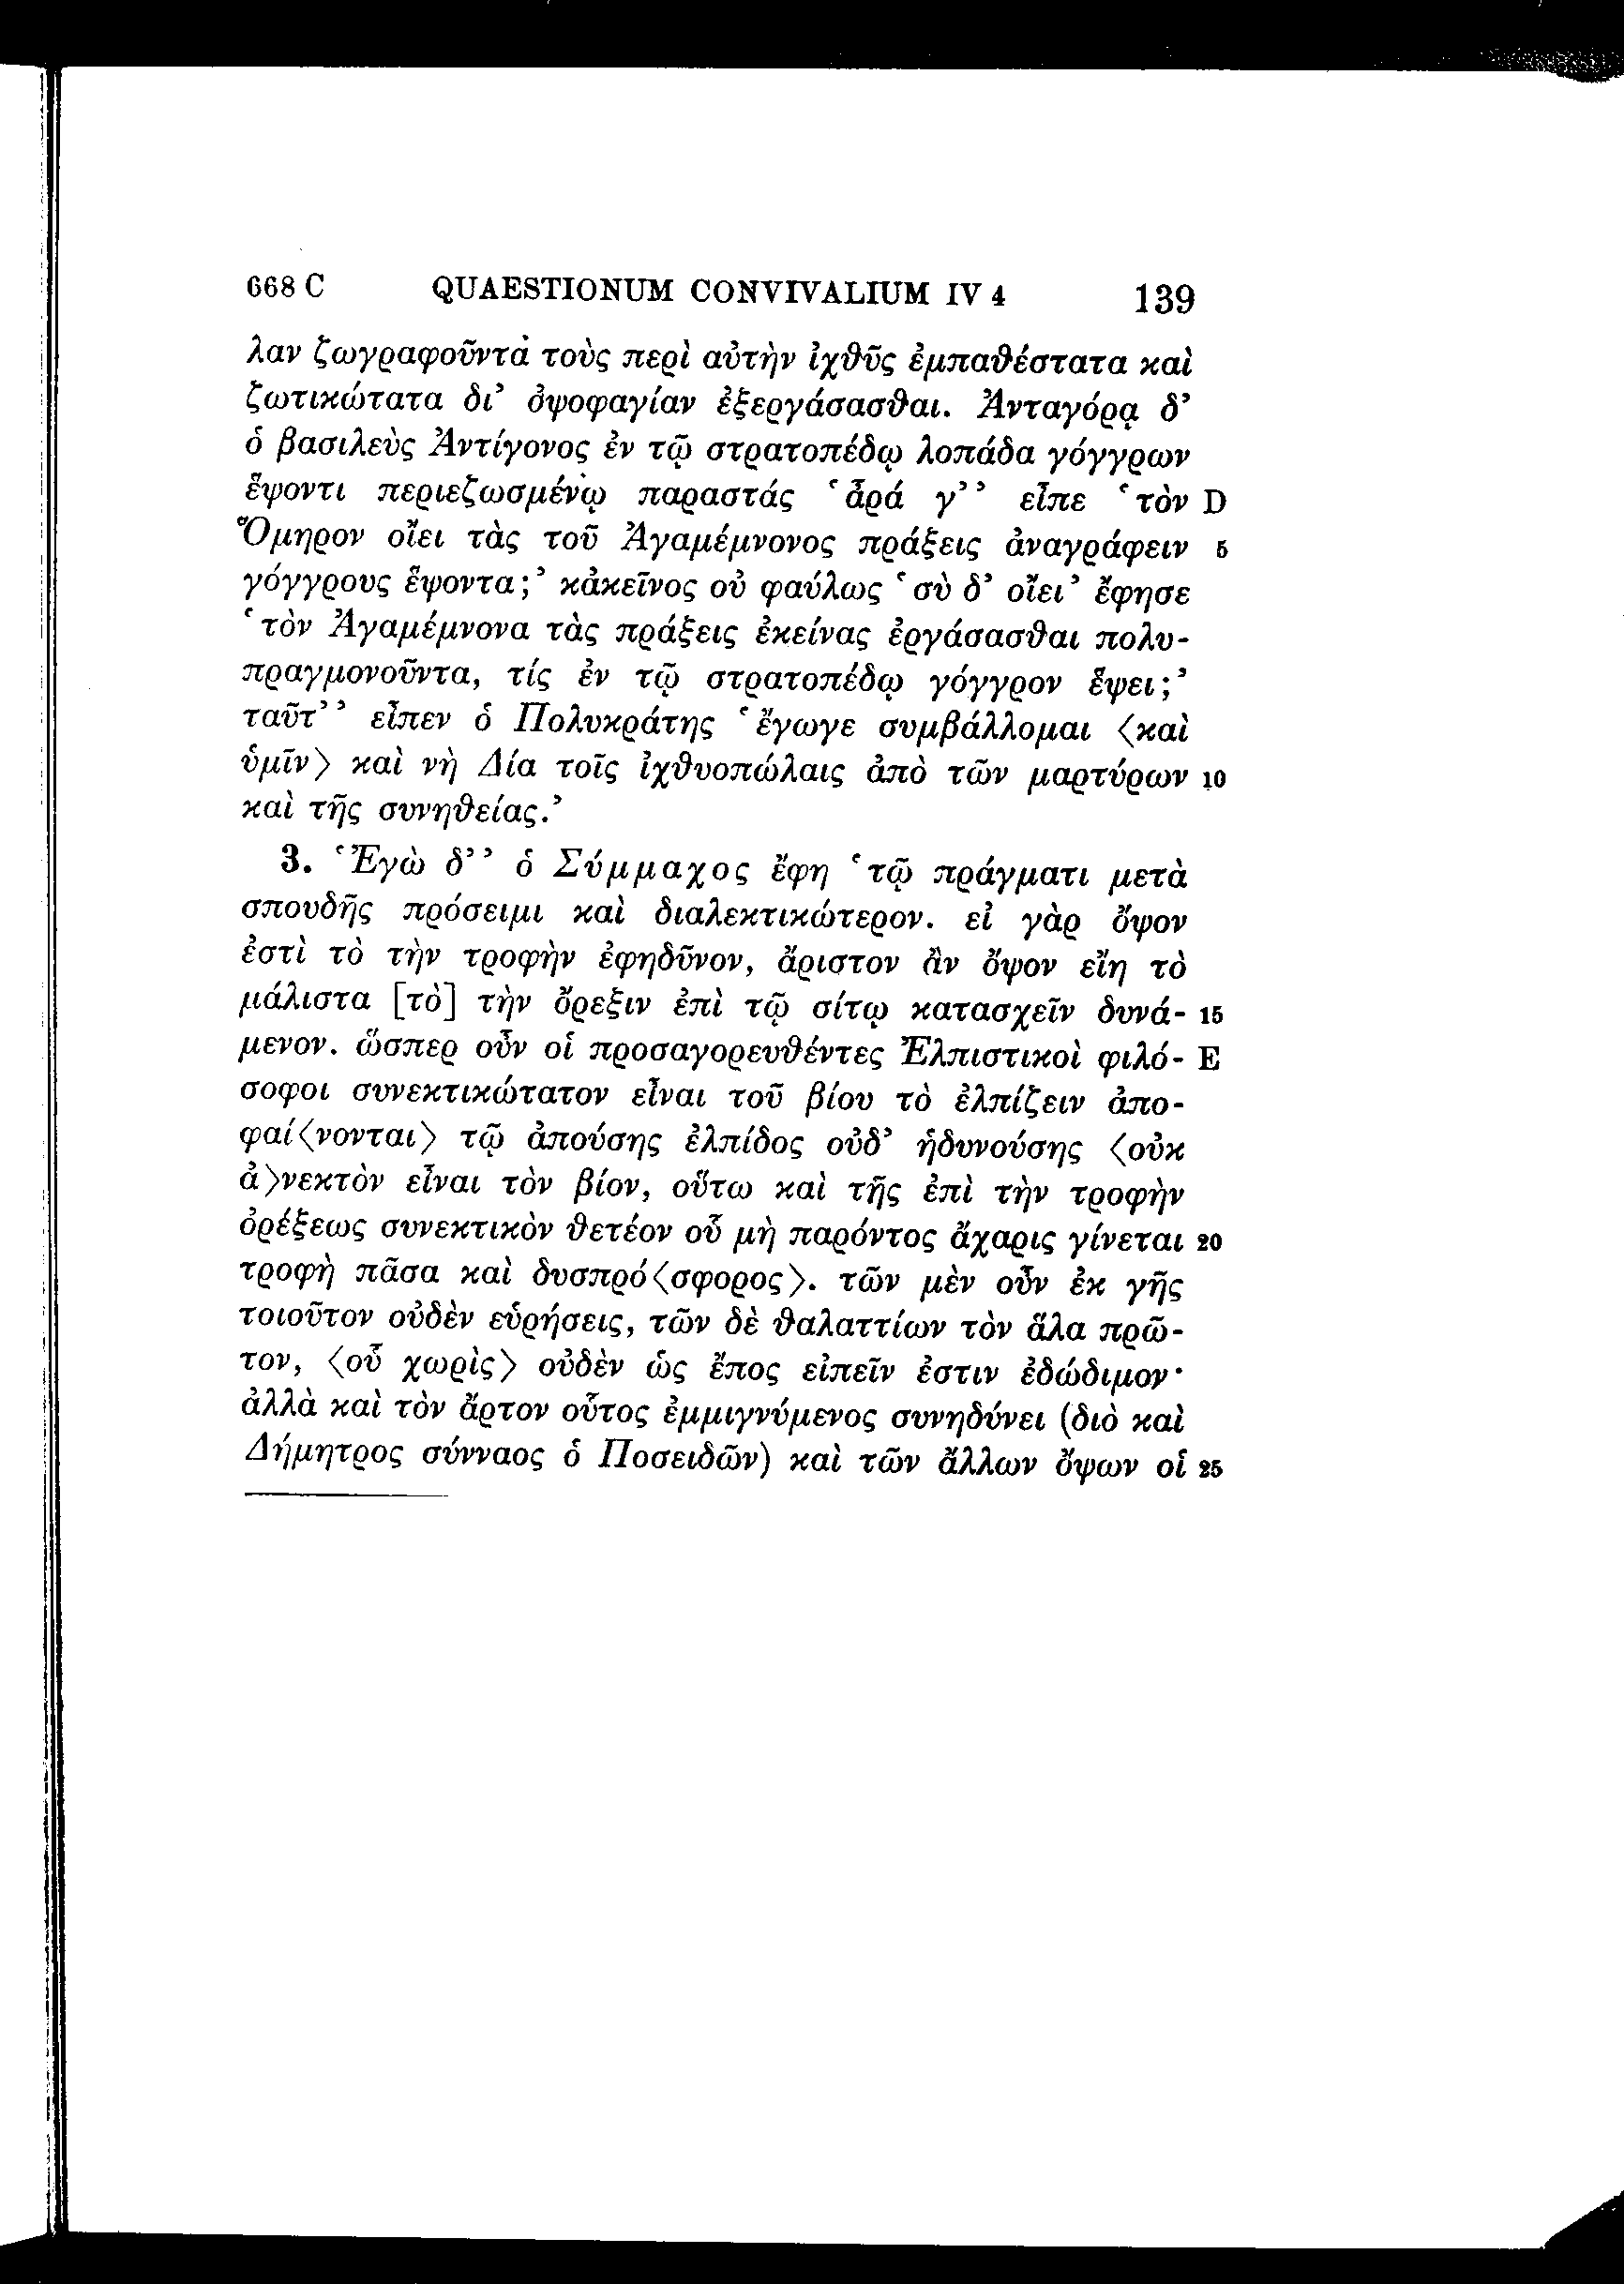 668 C QUAESTIONUM CONVIVALIUM IV 4 139
λαν ζωγραφοῦντα τοὺς περὶ αὐτὴν ἰχθῦς ἐμπαθέστατα καὶ
ζωτικώτατα δι’ ὀψοφαγίαν ἐξεργάσασθαι. Ἀνταγόρᾳ δ’
ὁ βασιλεὺς Ἀντίγονος ἐν τῷ στρατοπέδῳ λοπάδα γόγγρων
ἕψοντι περιεζωσμένῳ παραστάς ‘ἆρά γ’’ εἶπε ‘τὸν D
Ὅμηρον οἴει τὰς τοῦ Ἀγαμέμνονος πράξεις ἀναγράφειν 5
γόγγρους ἕψοντα;’ κἀκεῖνος οὐ φαύλως ‘σὺ δ’ οἴει’ ἔφησε
‘τὸν Ἀγαμέμνονα τὰς πράξεις ἐκείνας ἐργάσασθαι πολυ-
πραγμονοῦντα, τίς ἐν τῷ στρατοπέδῳ γόγγρον ἕψει;’
ταῦτ’’ εἶπεν ὁ Πολυκράτης ‘ἔγωγε συμβάλλομαι ⟨καὶ
ὑμῖν⟩ καὶ νὴ Δία τοῖς ἰχθυοπώλαις ἀπὸ τῶν μαρτύρων 10
καὶ τῆς συνηθείας.’
3. ‘Ἐγὼ δ’’ ὁ Σύμμαχος ἔφη ‘τῷ πράγματι μετὰ
σπουδῆς πρόσειμι καὶ διαλεκτικώτερον. εἰ γὰρ ὄψον
ἐστὶ τὸ τὴν τροφὴν ἐφηδῦνον, ἄριστον ἂν ὄψον εἴη τὸ
μάλιστα [τὸ] τὴν ὄρεξιν ἐπὶ τῷ σίτῳ κατασχεῖν δυνά- 15
μενον. ὥσπερ οὖν οἱ προσαγορευθέντες Ἐλπιστικοὶ φιλό- E
σοφοι συνεκτικώτατον εἶναι τοῦ βίου τὸ ἐλπίζειν ἀπο-
φαί⟨νονται⟩ τῷ ἀπούσης ἐλπίδος οὐδ’ ἡδυνούσης ⟨οὐκ
ἀ⟩νεκτὸν εἶναι τὸν βίον, οὕτω καὶ τῆς ἐπὶ τὴν τροφὴν
ὀρέξεως συνεκτικὸν θετέον οὗ μὴ παρόντος ἄχαρις γίνεται 20
τροφὴ πᾶσα καὶ δυσπρό⟨σφορος⟩. τῶν μὲν οὖν ἐκ γῆς
τοιοῦτον οὐδὲν εὑρήσεις, τῶν δὲ θαλαττίων τὸν ἅλα πρῶ-
τον, ⟨οὗ χωρὶς⟩ οὐδὲν ὡς ἔπος εἰπεῖν ἐστιν ἐδώδιμον·
ἀλλὰ καὶ τὸν ἄρτον οὗτος ἐμμιγνύμενος συνηδύνει (διὸ καὶ
Δήμητρος σύνναος ὁ Ποσειδῶν) καὶ τῶν ἄλλων ὄψων οἱ 25